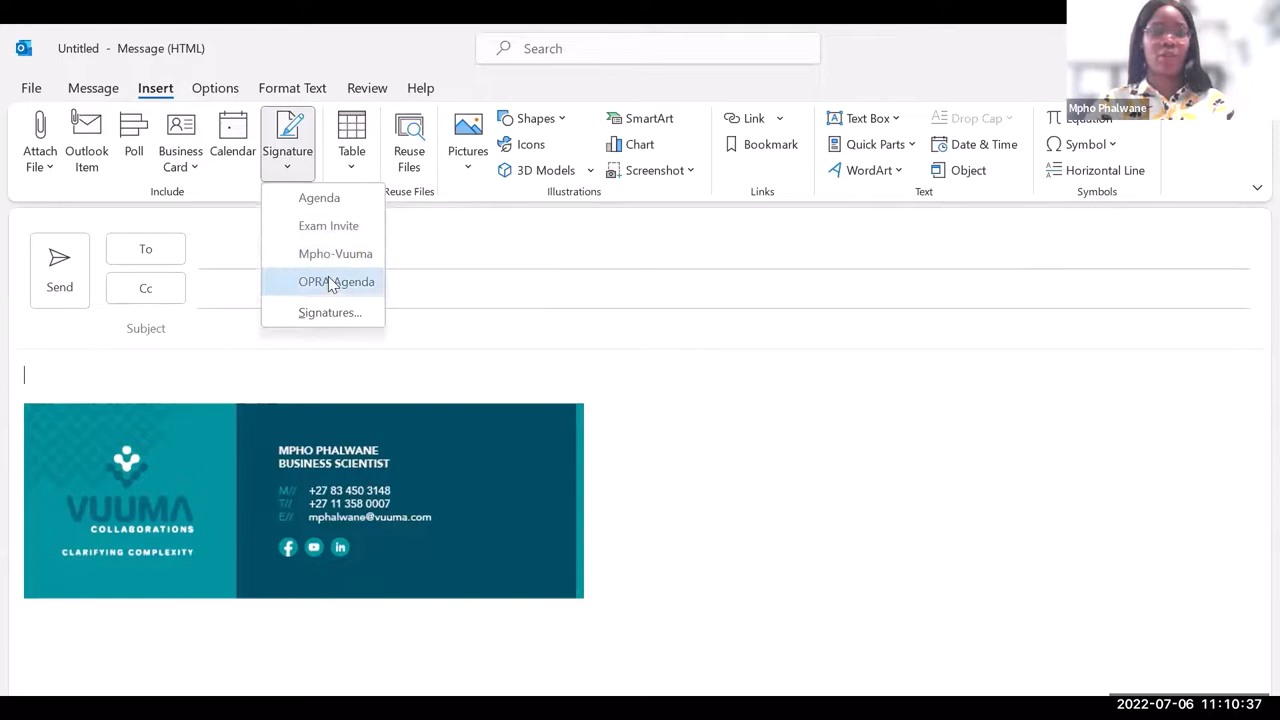 Untitled - Message (HTML)
Search
Mpho Phalwane
File Message Insert Options Format Text Review Help
Attach File
Outlook Item
Poll
Business Card
Calendar
Signature
Table
Reuse Files
Pictures
Shapes
Icons
3D Models
SmartArt
Chart
Screenshot
Link
Bookmark
Text Box
Quick Parts
WordArt
Drop Cap
Date & Time
Object
Equation
Symbol
Horizontal Line
Include
Reuse Files
Illustrations
Links
Text
Symbols
Agenda
Exam Invite
Mpho-Vuuma
OPRA Agenda
Signatures...
Send
To
Cc
Subject
VUUMA
COLLABORATIONS
CLARIFYING COMPLEXITY
MPHO PHALWANE
BUSINESS SCIENTIST
M// +27 83 450 3148
T// +27 11 358 0007
E// mphalwane@vuuma.com
2022-07-06 11:10:37